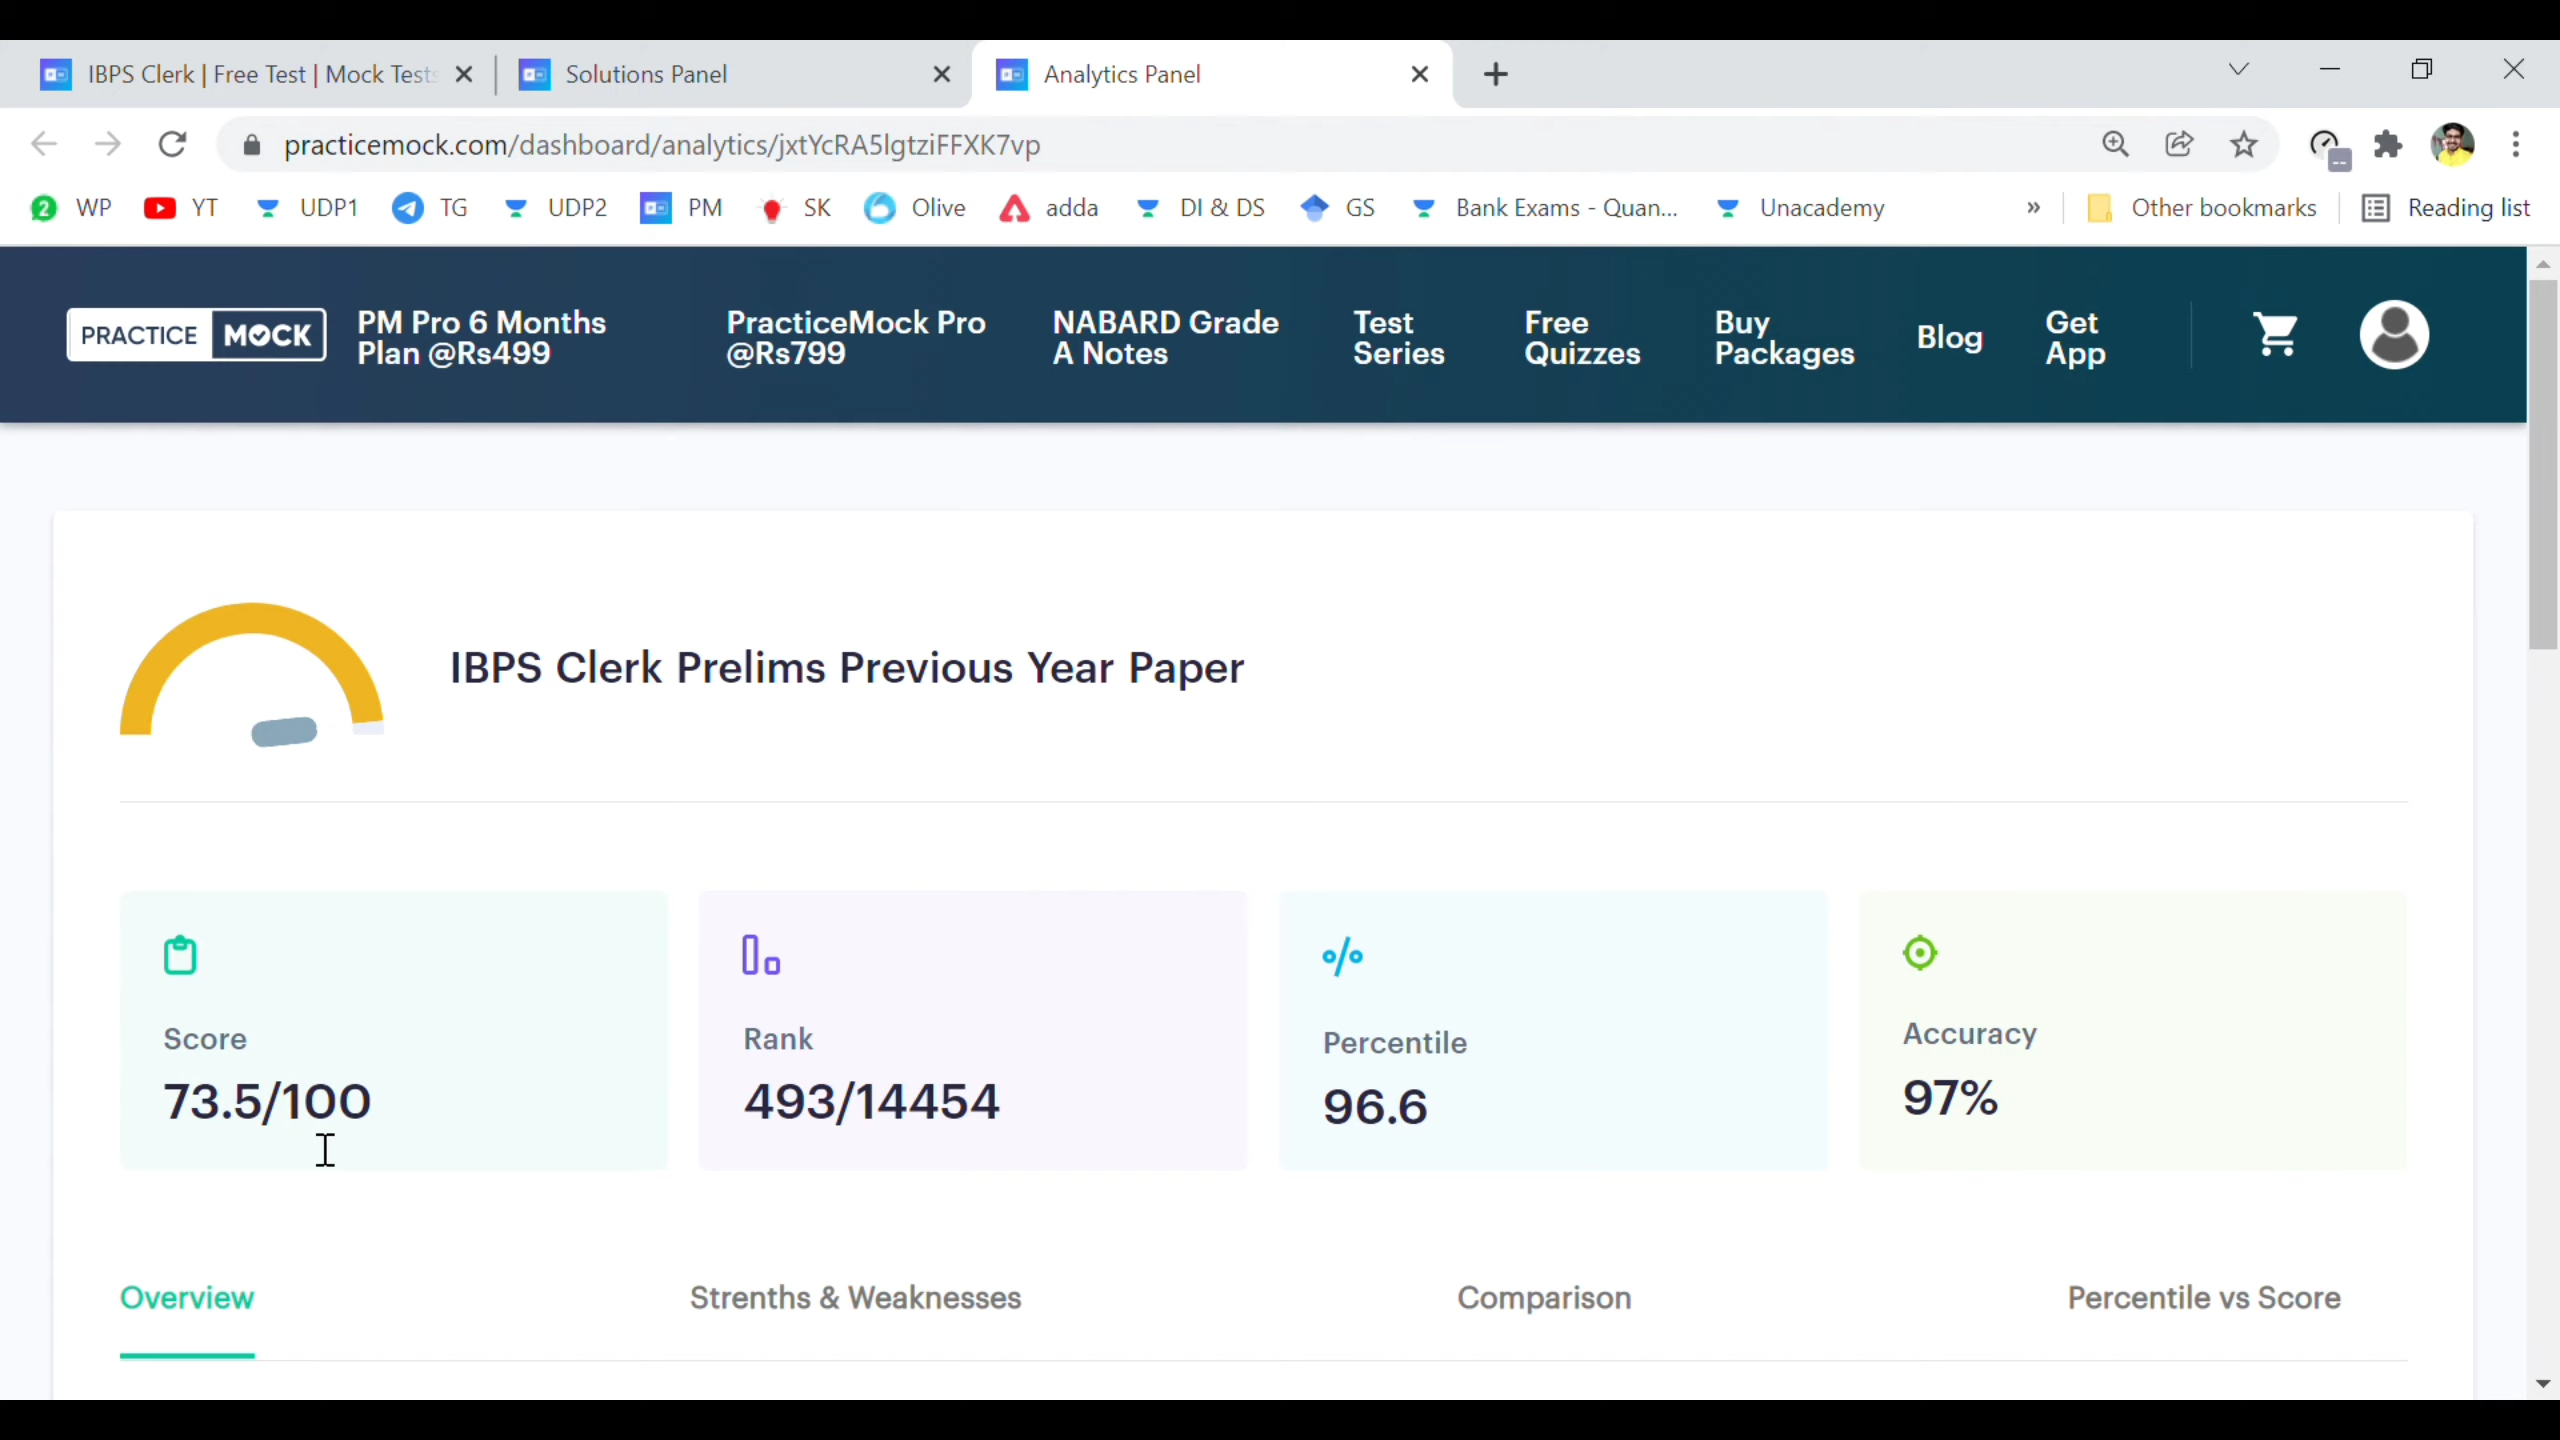 IBPS Clerk | Free Test | Mock Tests
Solutions Panel
Analytics Panel
practicemock.com/dashboard/analytics/jxtYcRA5lgtziFFXK7vp
2 WP YT UDP1 TG UDP2 PM SK Olive adda DI & DS GS Bank Exams - Quan... Unacademy » Other bookmarks Reading list
PRACTICE MOCK
PM Pro 6 Months
Plan @Rs499
PracticeMock Pro
@Rs799
NABARD Grade
A Notes
Test
Series
Free
Quizzes
Buy
Packages
Blog
Get
App
IBPS Clerk Prelims Previous Year Paper
Score
73.5/100
Rank
493/14454
Percentile
96.6
Accuracy
97%
Overview
Strenths & Weaknesses
Comparison
Percentile vs Score